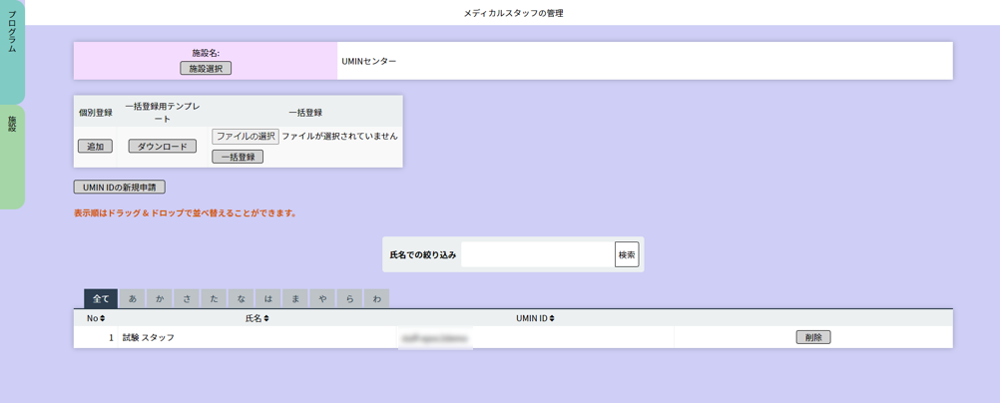 メディカルスタッフの管理
プログラム
施設
施設名:
施設選択
UMINセンター
個別登録
一括登録用テンプレ
ート
一括登録
追加
ダウンロード
ファイルの選択 ファイルが選択されていません
一括登録
UMIN IDの新規申請
表示順はドラッグ & ドロップで並べ替えることができます。
氏名での絞り込み 検索
全て あ か さ た な は ま や ら わ
No 氏名 UMIN ID
1 試験 スタッフ 削除